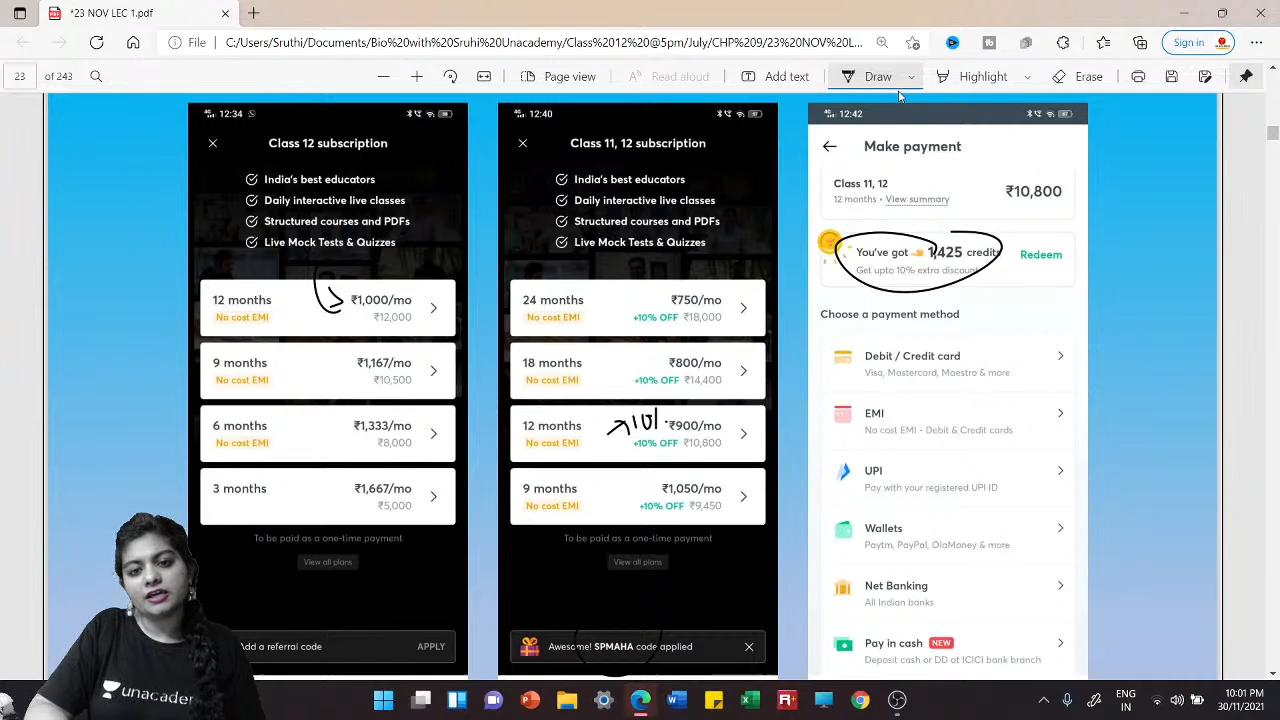 *23 NOV LEC 1.pdf
File C:/Users/Sruthi/Documents/Bio%20with%20Sruhi/UnAcademy/Class%2012%20@5pm/July/CHP%209/23%20NOV%20L...
Sign in
23 of 243
Page view
Read aloud
Add text
Draw
Highlight
Erase
4G 12:34
Class 12 subscription
India's best educators
Daily interactive live classes
Structured courses and PDFs
Live Mock Tests & Quizzes
12 months ₹1,000/mo
No cost EMI ₹12,000
9 months ₹1,167/mo
No cost EMI ₹10,500
6 months ₹1,333/mo
No cost EMI ₹8,000
3 months ₹1,667/mo
₹5,000
To be paid as a one-time payment
View all plans
dd a referral code APPLY
4G 12:40
Class 11, 12 subscription
India's best educators
Daily interactive live classes
Structured courses and PDFs
Live Mock Tests & Quizzes
24 months ₹750/mo
No cost EMI +10% OFF ₹18,000
18 months ₹800/mo
No cost EMI +10% OFF ₹14,400
12 months ₹900/mo
No cost EMI +10% OFF ₹10,800
9 months ₹1,050/mo
No cost EMI +10% OFF ₹9,450
To be paid as a one-time payment
View all plans
Awesome! SPMAHA code applied
4G 12:42
Make payment
Class 11, 12 ₹10,800
12 months • View summary
You've got 1,425 credits
Get upto 10% extra discount
Redeem
Choose a payment method
Debit / Credit card
Visa, Mastercard, Maestro & more
EMI
No cost EMI - Debit & Credit cards
UPI
Pay with your registered UPI ID
Wallets
Paytm, PayPal, OlaMoney & more
Net Banking
All Indian banks
Pay in cash NEW
Deposit cash or DD at ICICI bank branch
unacade
ENG
IN
10:01 PM
30/11/2021